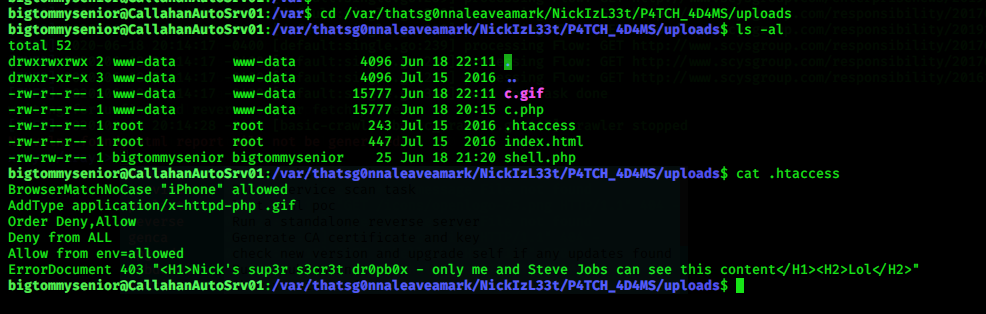 bigtommysenior@CallahanAutoSrv01:/var$ cd /var/thatsg0nnaleaveamark/NickIzL33t/P4TCH_4D4MS/uploads
bigtommysenior@CallahanAutoSrv01:/var/thatsg0nnaleaveamark/NickIzL33t/P4TCH_4D4MS/uploads$ ls -al
total 52
drwxrwxrwx 2 www-data       www-data        4096 Jun 18 22:11 .
drwxr-xr-x 3 www-data       www-data        4096 Jul 15  2016 ..
-rw-r--r-- 1 www-data       www-data       15777 Jun 18 22:11 c.gif
-rw-r--r-- 1 www-data       www-data       15777 Jun 18 20:15 c.php
-rw-r--r-- 1 root           root             243 Jul 15  2016 .htaccess
-rw-r--r-- 1 root           root             447 Jul 15  2016 index.html
-rw-rw-r-- 1 bigtommysenior bigtommysenior    25 Jun 18 21:20 shell.php
bigtommysenior@CallahanAutoSrv01:/var/thatsg0nnaleaveamark/NickIzL33t/P4TCH_4D4MS/uploads$ cat .htaccess
BrowserMatchNoCase "iPhone" allowed
AddType application/x-httpd-php .gif
Order Deny,Allow
Deny from ALL
Allow from env=allowed
ErrorDocument 403 "<H1>Nick's sup3r s3cr3t dr0pb0x - only me and Steve Jobs can see this content</H1><H2>Lol</H2>"
bigtommysenior@CallahanAutoSrv01:/var/thatsg0nnaleaveamark/NickIzL33t/P4TCH_4D4MS/uploads$